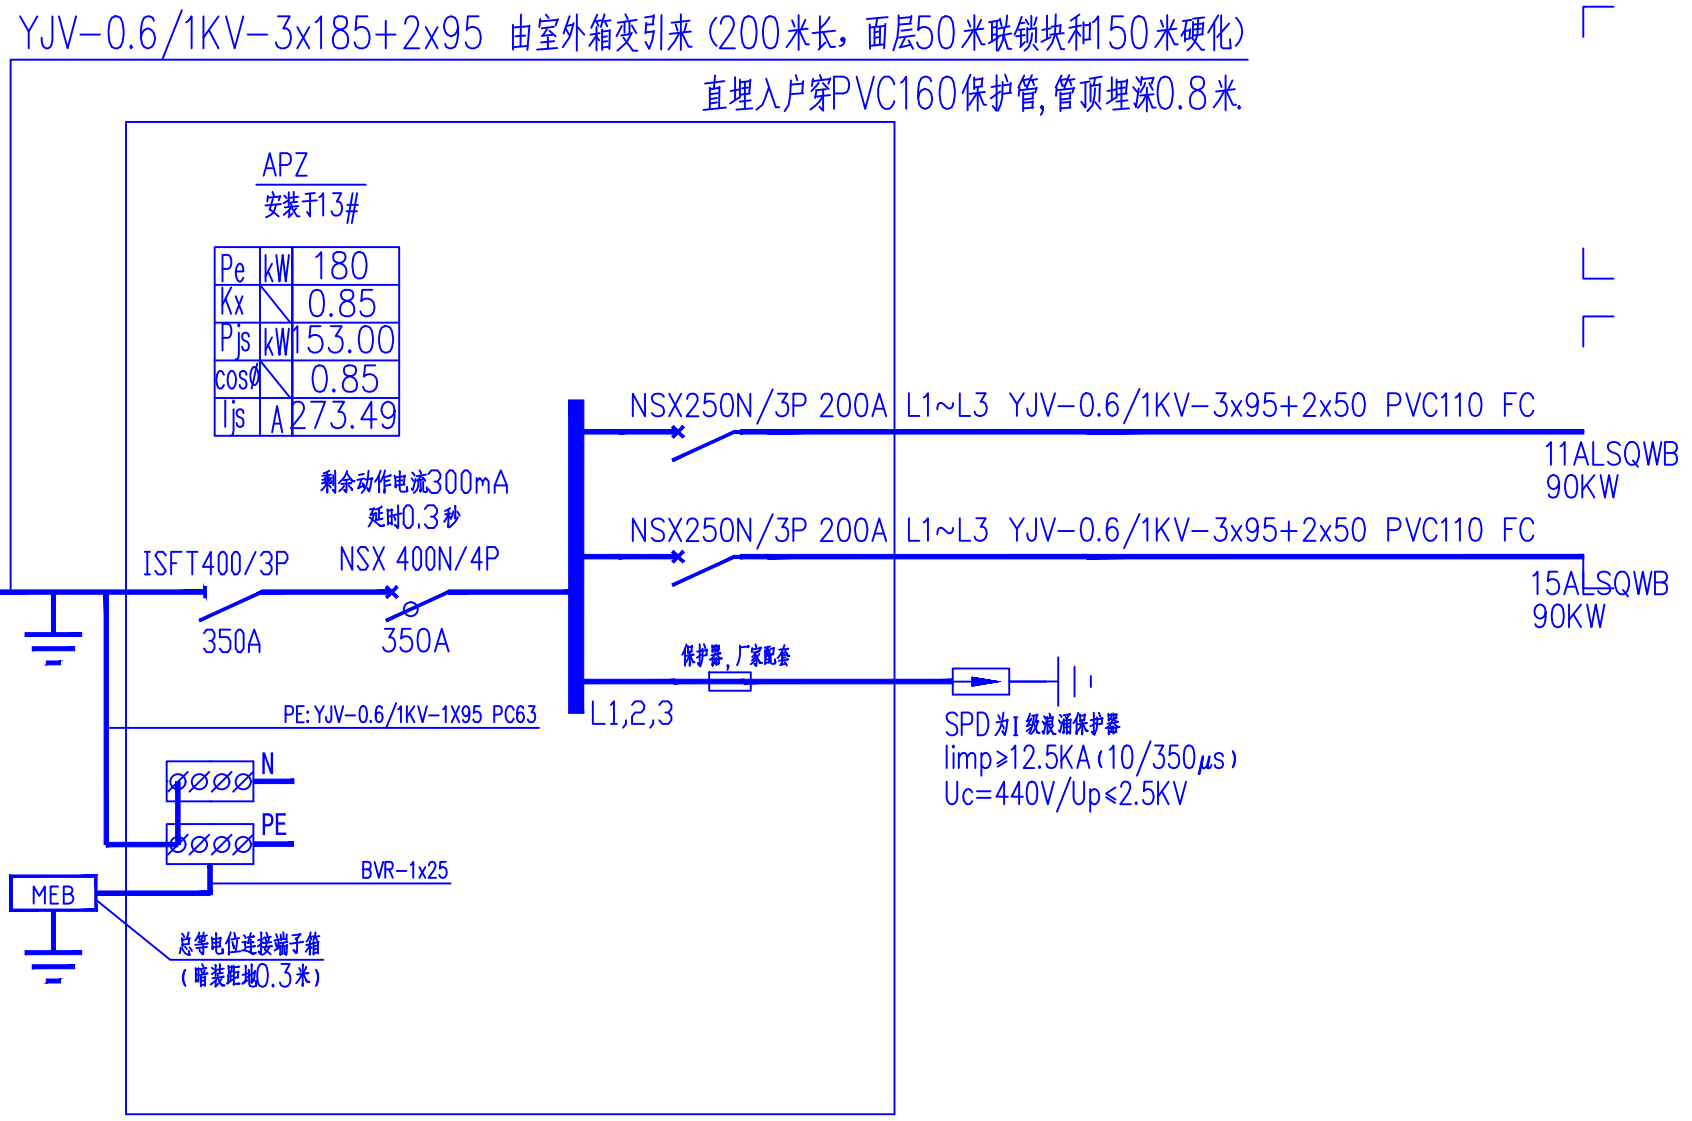 YJV-0.6/1KV-3x185+2x95 由室外箱变引来（200米长，面层50米联锁块和150米硬化）
直埋入户穿PVC160保护管,管顶埋深0.8米.
APZ
安装于13#
Pe kW 180
Kx 0.85
Pjs kW 153.00
cosø 0.85
Ijs A 273.49
NSX250N/3P 200A L1~L3 YJV-0.6/1KV-3x95+2x50 PVC110 FC
11ALSQWB
90KW
剩余动作电流300mA
延时0.3秒
NSX250N/3P 200A L1~L3 YJV-0.6/1KV-3x95+2x50 PVC110 FC
15ALSQWB
90KW
ISFT400/3P
NSX 400N/4P
350A
350A
保护器,厂家配套
L1,2,3
SPD为I级浪涌保护器
Iimp≥12.5KA(10/350μs)
Uc=440V/Up≤2.5KV
PE:YJV-0.6/1KV-1X95 PC63
N
PE
BVR-1x25
MEB
总等电位连接端子箱
(暗装距地0.3米)